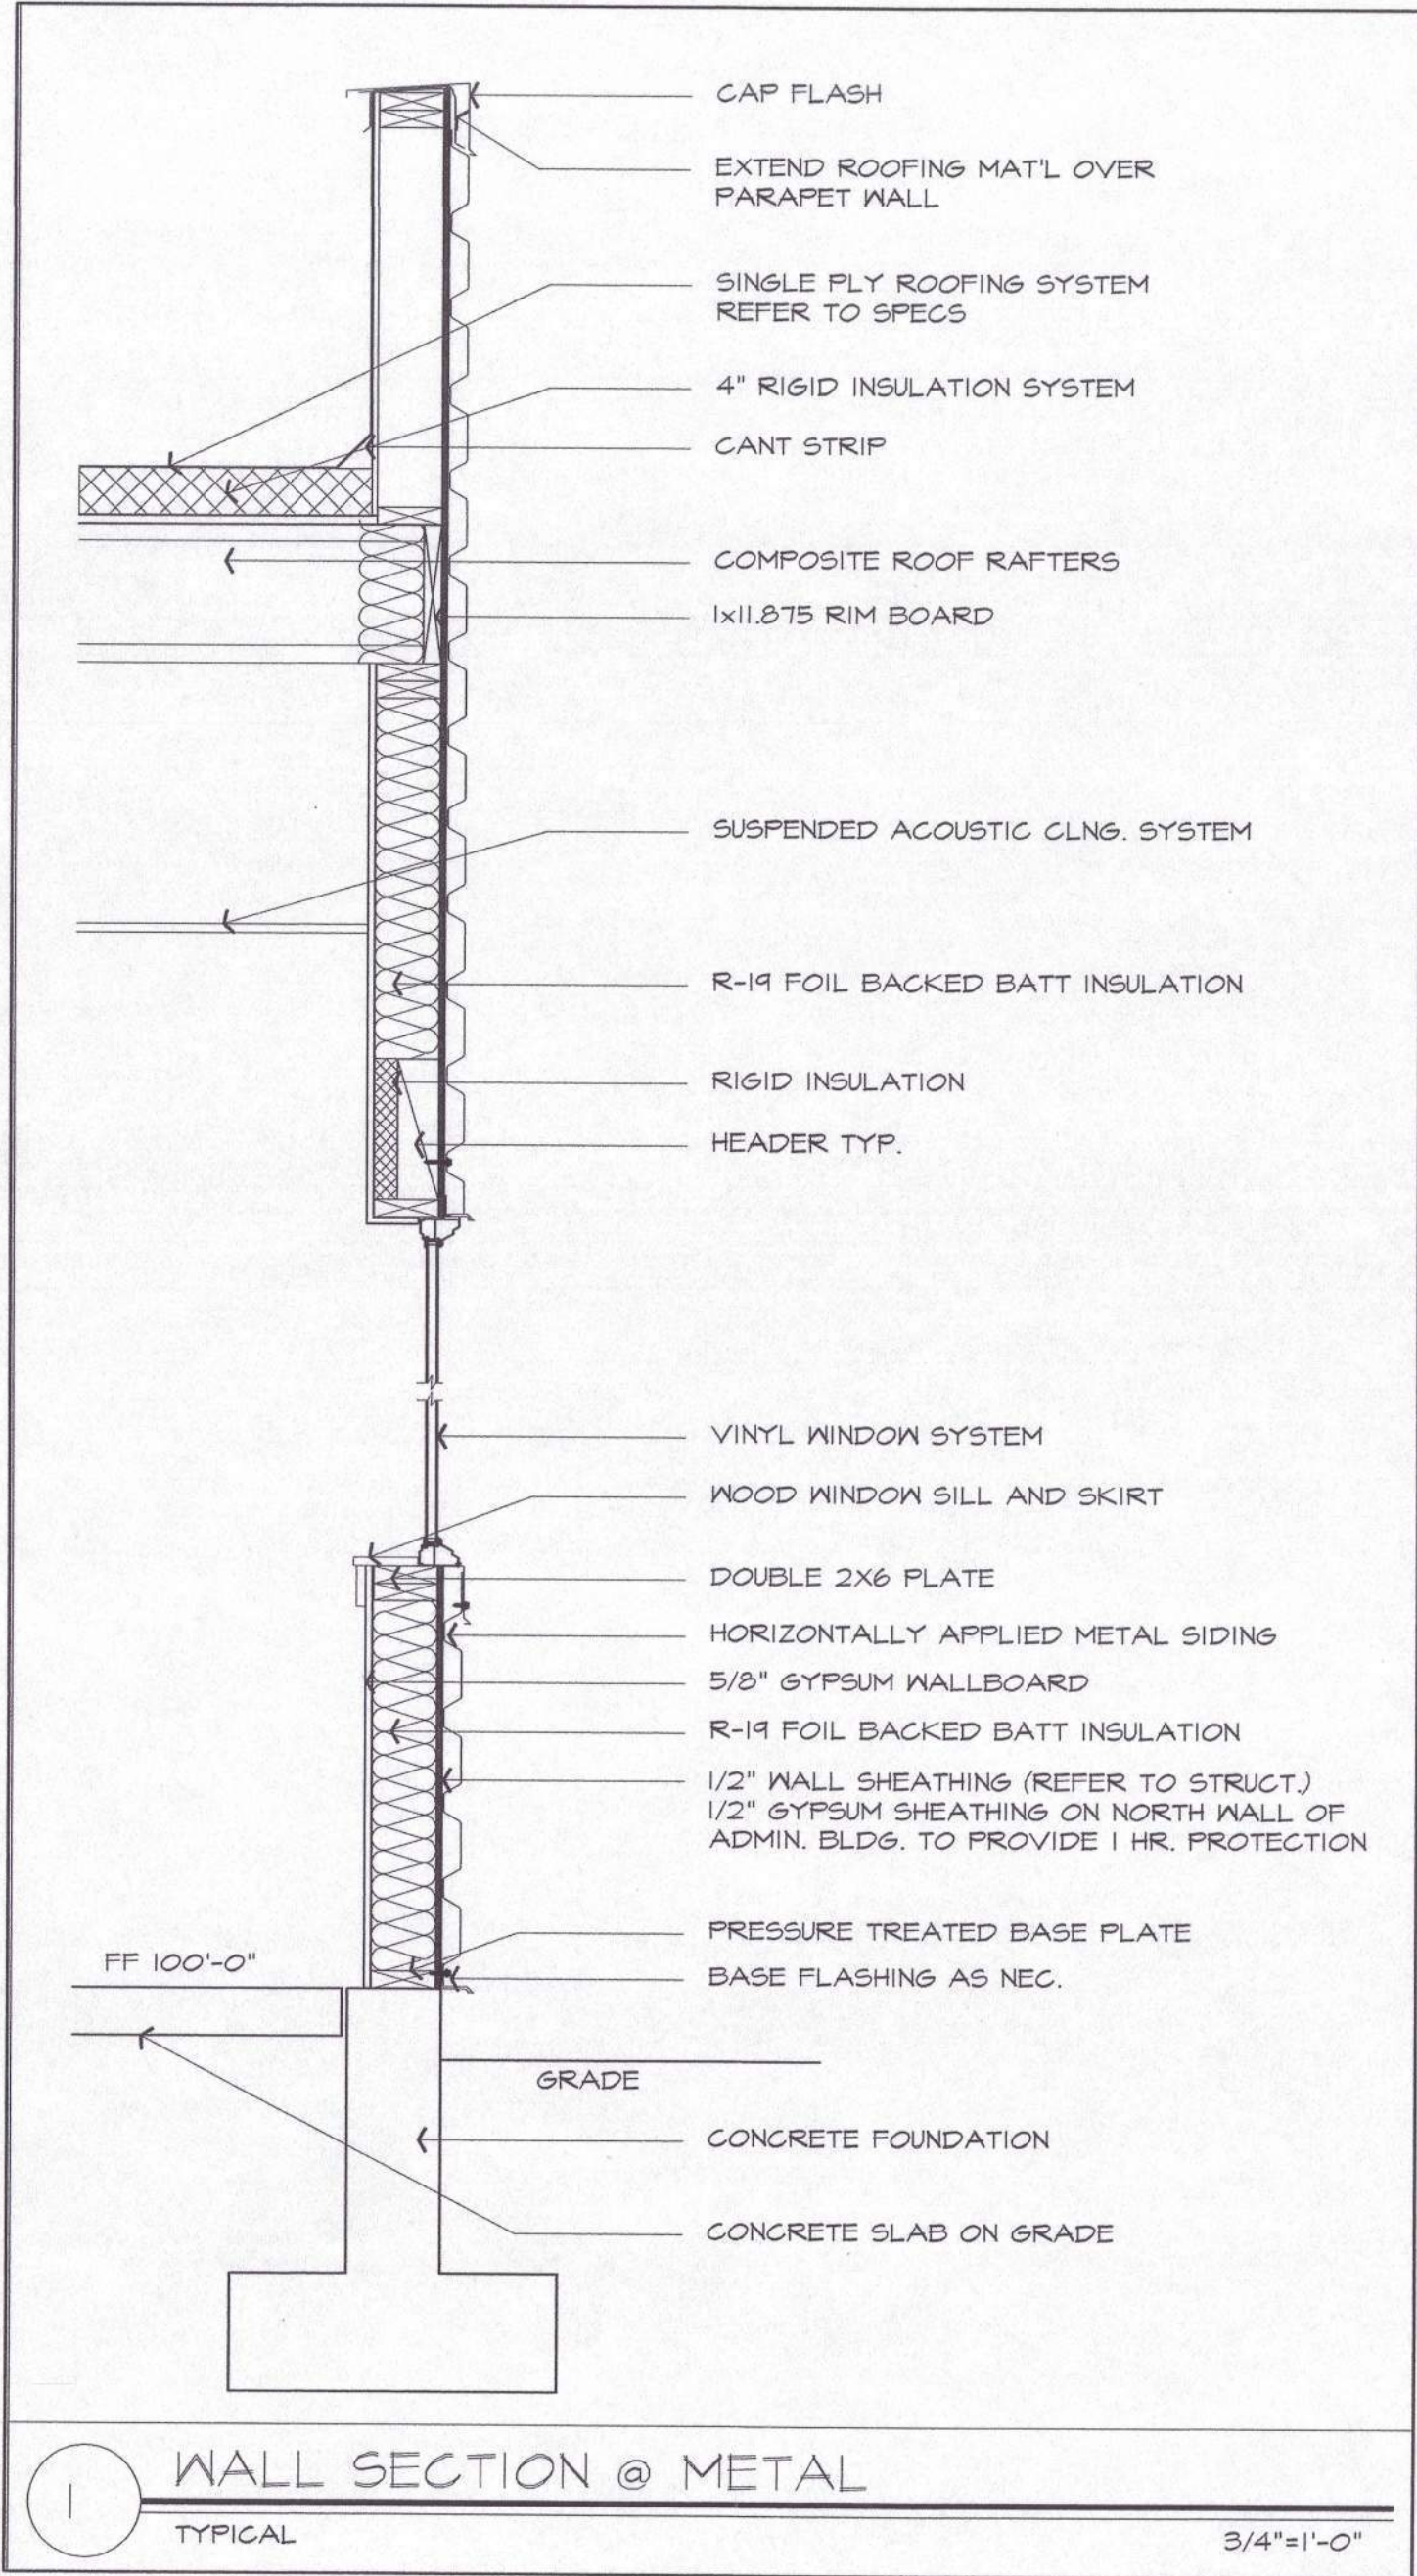 CAP FLASH
EXTEND ROOFING MAT'L OVER
PARAPET WALL
SINGLE PLY ROOFING SYSTEM
REFER TO SPECS
4" RIGID INSULATION SYSTEM
CANT STRIP
COMPOSITE ROOF RAFTERS
1x11.875 RIM BOARD
SUSPENDED ACOUSTIC CLNG. SYSTEM
R-19 FOIL BACKED BATT INSULATION
RIGID INSULATION
HEADER TYP.
VINYL WINDOW SYSTEM
WOOD WINDOW SILL AND SKIRT
DOUBLE 2X6 PLATE
HORIZONTALLY APPLIED METAL SIDING
5/8" GYPSUM WALLBOARD
R-19 FOIL BACKED BATT INSULATION
1/2" WALL SHEATHING (REFER TO STRUCT.)
1/2" GYPSUM SHEATHING ON NORTH WALL OF
ADMIN. BLDG. TO PROVIDE 1 HR. PROTECTION
PRESSURE TREATED BASE PLATE
FF 100'-0"
BASE FLASHING AS NEC.
GRADE
CONCRETE FOUNDATION
CONCRETE SLAB ON GRADE
1
WALL SECTION @ METAL
TYPICAL
3/4"=1'-0"